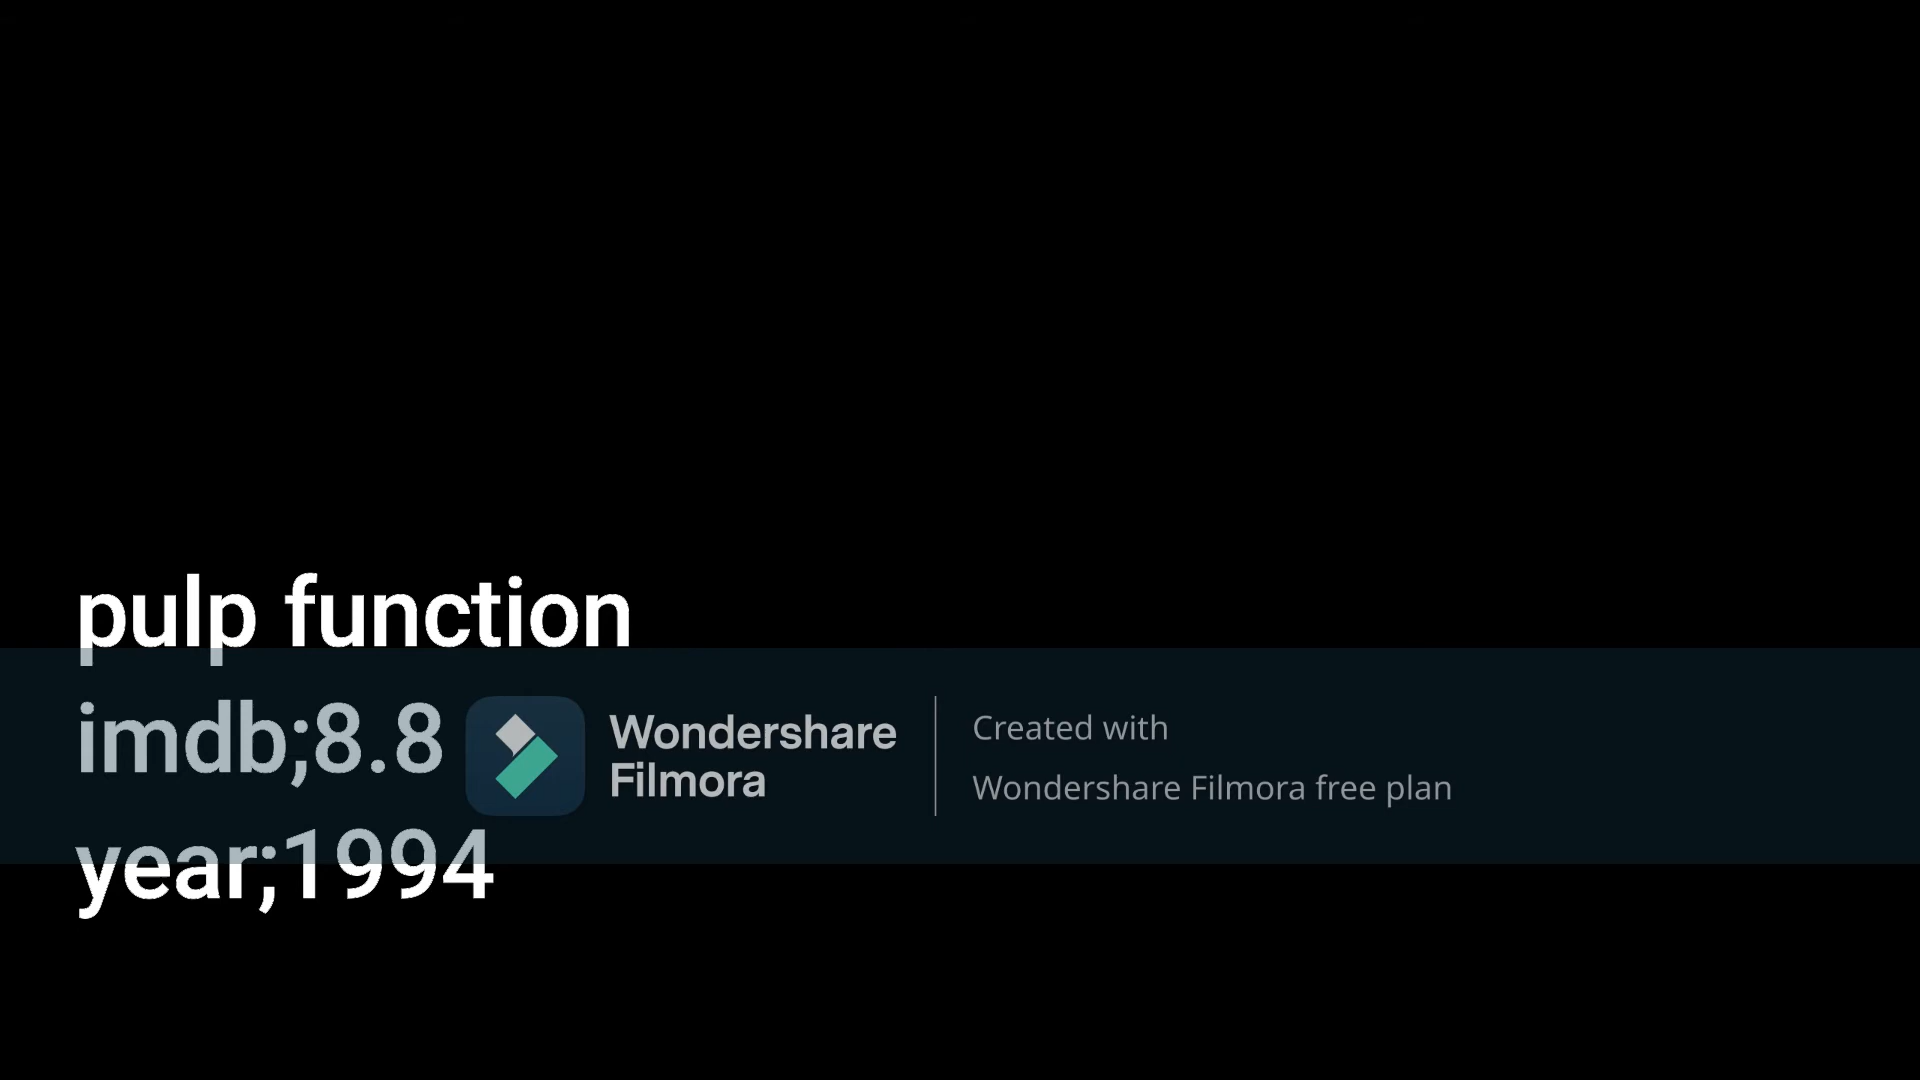 pulp function
imdb;8.8
Wondershare
Filmora
Created with
Wondershare Filmora free plan
year;1994